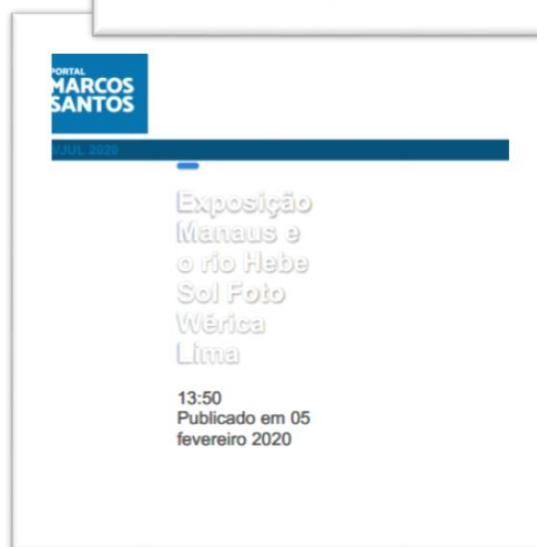 PORTAL
MARCOS
SANTOS
/JUL 2020
Exposição
Manaus e
o rio Hebe
Sol Foto
Wérica
Lima
13:50
Publicado em 05
fevereiro 2020